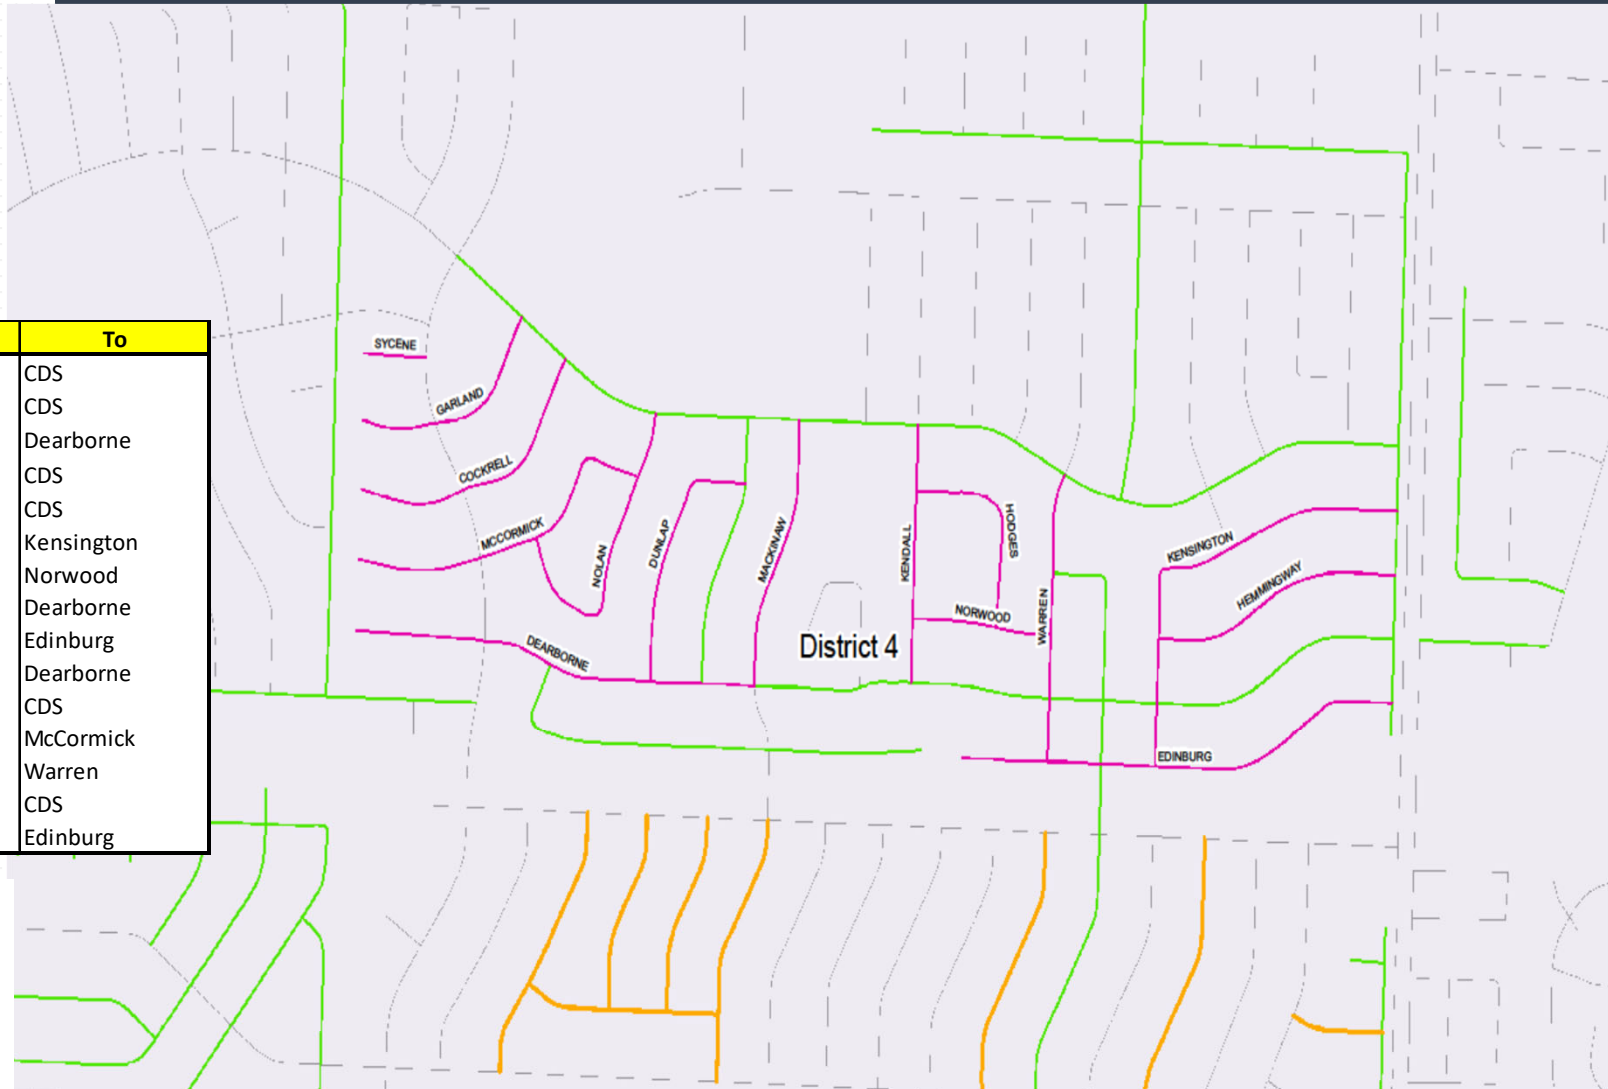 To
CDS
CDS
Dearborne
CDS
CDS
Kensington
Norwood
Dearborne
Edinburg
Dearborne
CDS
McCormick
Warren
CDS
Edinburg
SYCENE
GARLAND
COCKRELL
MCCORMICK
NOLAN
DUNLAP
MACKINAW
KENDALL
HODGES
NORWOOD
WARREN
KENSINGTON
HEMMINGWAY
DEARBORNE
District 4
EDINBURG